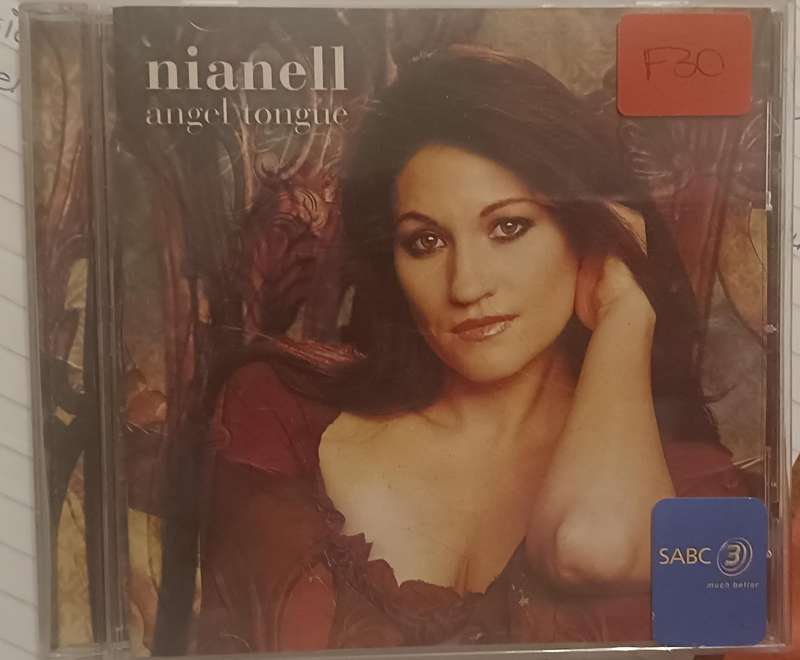 nianell
angel tongue
F30
SABC 3
much better